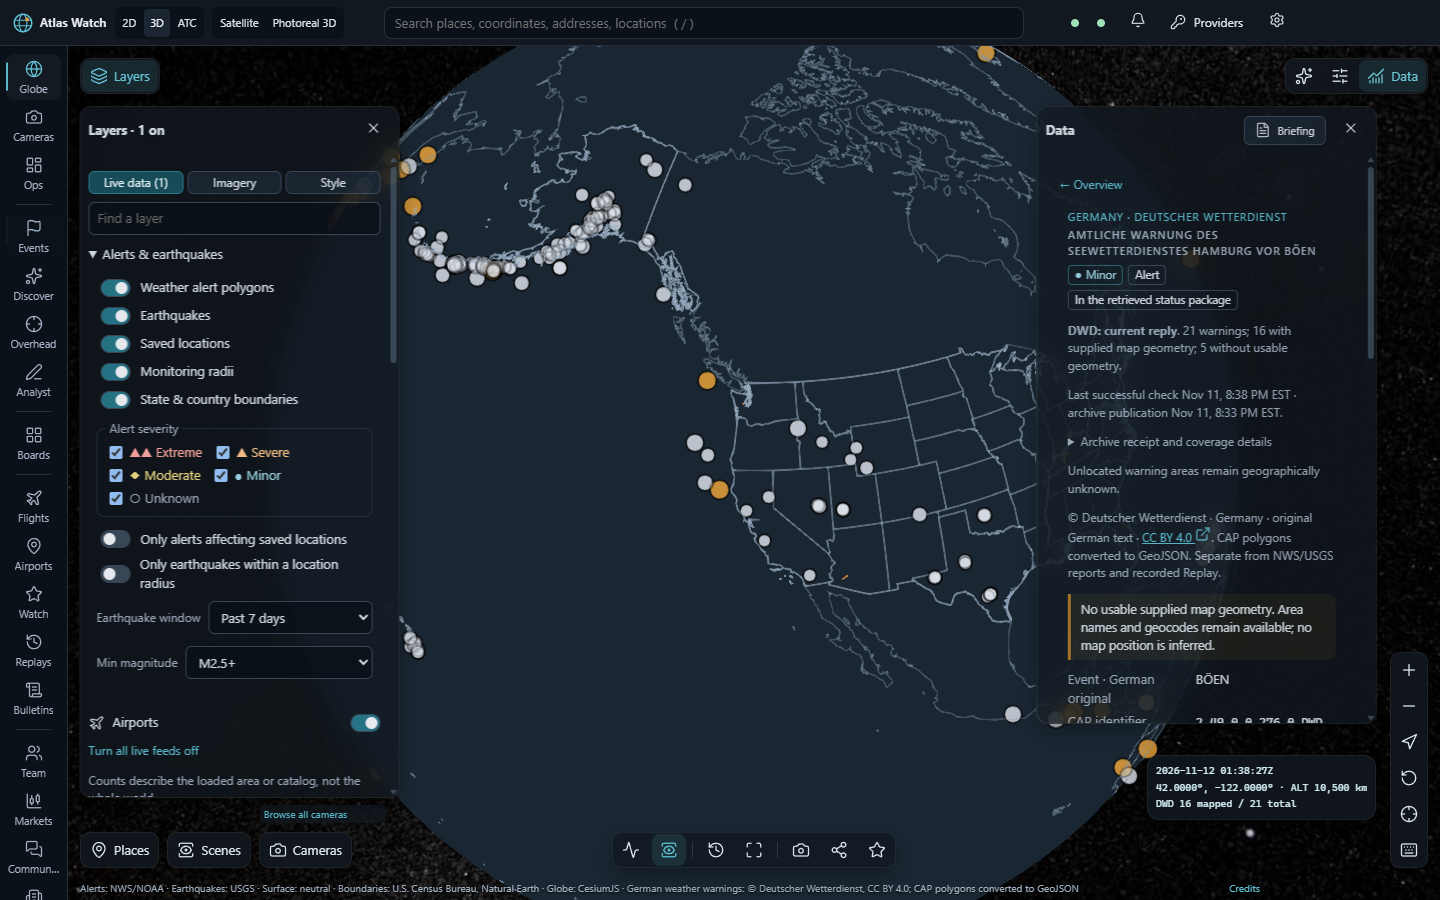 Atlas Watch
2D
3D
ATC
Satellite
Photoreal 3D
Search places, coordinates, addresses, locations ( / )
Providers
Globe
Cameras
Ops
Events
Discover
Overhead
Analyst
Boards
Flights
Airports
Watch
Replays
Bulletins
Team
Markets
Commun...
Layers
Layers · 1 on
Live data (1)
Imagery
Style
Find a layer
▼ Alerts & earthquakes
Weather alert polygons
Earthquakes
Saved locations
Monitoring radii
State & country boundaries
Alert severity
Extreme
Severe
Moderate
Minor
Unknown
Only alerts affecting saved locations
Only earthquakes within a location
radius
Earthquake window
Past 7 days
Min magnitude
M2.5+
Airports
Turn all live feeds off
Counts describe the loaded area or catalog, not the
whole world
Browse all cameras
Places
Scenes
Cameras
Data
Data
Briefing
← Overview
GERMANY · DEUTSCHER WETTERDIENST
AMTLICHE WARNUNG DES
SEEWETTERDIENSTES HAMBURG VOR BÖEN
Minor
Alert
In the retrieved status package
DWD: current reply. 21 warnings; 16 with
supplied map geometry; 5 without usable
geometry.
Last successful check Nov 11, 8:38 PM EST ·
archive publication Nov 11, 8:33 PM EST.
▶ Archive receipt and coverage details
Unlocated warning areas remain geographically
unknown.
© Deutscher Wetterdienst · Germany · original
German text · CC BY 4.0 . CAP polygons
converted to GeoJSON. Separate from NWS/USGS
reports and recorded Replay.
No usable supplied map geometry. Area
names and geocodes remain available; no
map position is inferred.
Event · German
original
BÖEN
CAP identifier
2.49.0.0.276.0.DWD
2026-11-12 01:38:27Z
42.0000°, -122.0000° · ALT 10,500 km
DWD 16 mapped / 21 total
Alerts: NWS/NOAA · Earthquakes: USGS · Surface: neutral · Boundaries: U.S. Census Bureau, Natural Earth · Globe: CesiumJS · German weather warnings: © Deutscher Wetterdienst, CC BY 4.0; CAP polygons converted to GeoJSON
Credits